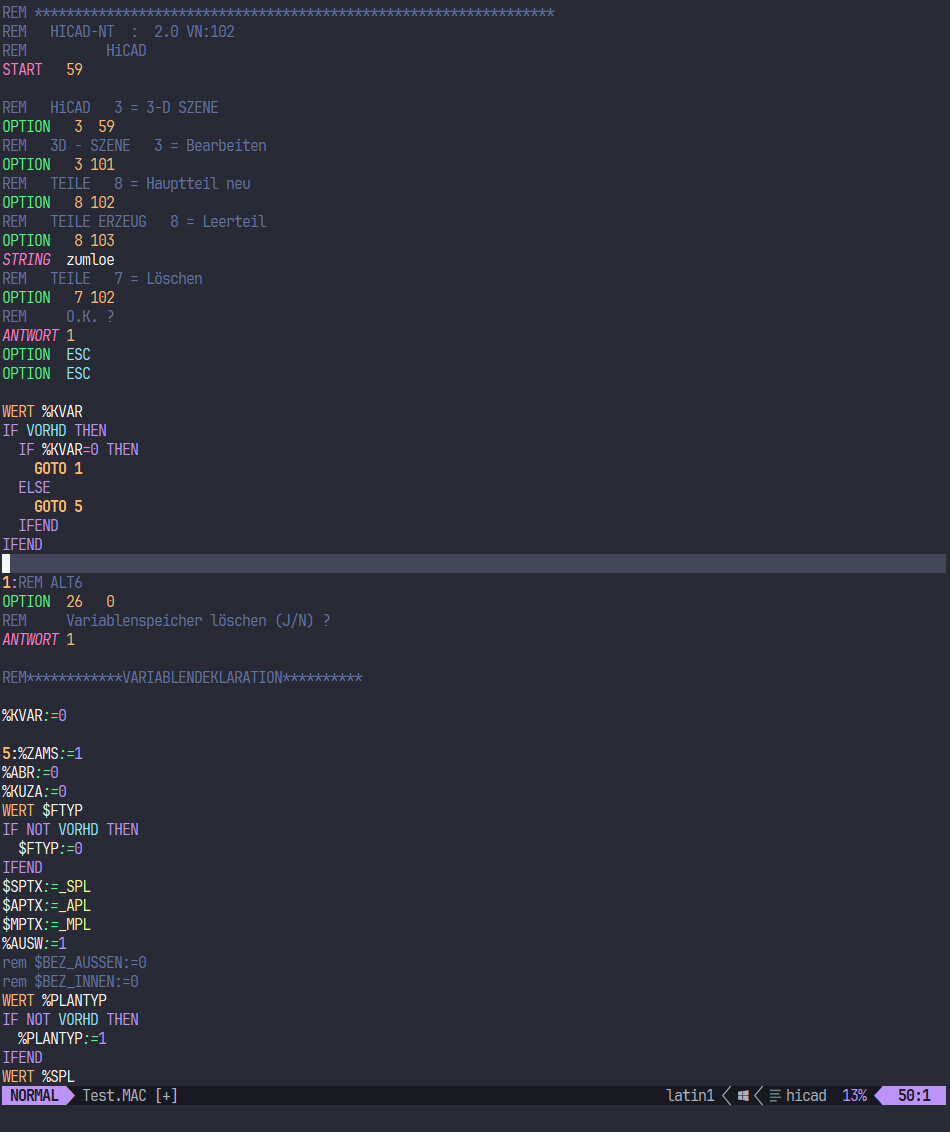 REM *****************************************************************
REM   HICAD-NT  :  2.0 VN:102
REM          HiCAD
START   59
REM   HiCAD   3 = 3-D SZENE
OPTION   3  59
REM   3D - SZENE   3 = Bearbeiten
OPTION   3 101
REM   TEILE   8 = Hauptteil neu
OPTION   8 102
REM   TEILE ERZEUG   8 = Leerteil
OPTION   8 103
STRING  zumloe
REM   TEILE   7 = Löschen
OPTION   7 102
REM     O.K. ?
ANTWORT 1
OPTION  ESC
OPTION  ESC
WERT %KVAR
IF VORHD THEN
  IF %KVAR=0 THEN
    GOTO 1
  ELSE
    GOTO 5
  IFEND
IFEND
1:REM ALT6
OPTION  26   0
REM     Variablenspeicher löschen (J/N) ?
ANTWORT 1
REM************VARIABLENDEKLARATION**********
%KVAR:=0
5:%ZAMS:=1
%ABR:=0
%KUZA:=0
WERT $FTYP
IF NOT VORHD THEN
  $FTYP:=0
IFEND
$SPTX:=_SPL
$APTX:=_APL
$MPTX:=_MPL
%AUSW:=1
rem $BEZ_AUSSEN:=0
rem $BEZ_INNEN:=0
WERT %PLANTYP
IF NOT VORHD THEN
  %PLANTYP:=1
IFEND
WERT %SPL
NORMAL  Test.MAC [+] latin1 hicad 13% 50:1